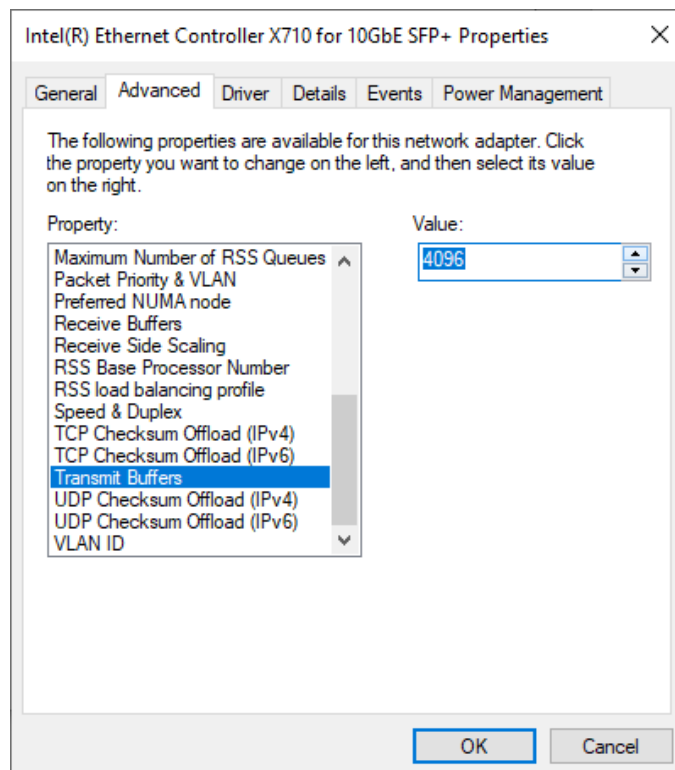 Intel(R) Ethernet Controller X710 for 10GbE SFP+ Properties
General Advanced Driver Details Events Power Management
The following properties are available for this network adapter. Click
the property you want to change on the left, and then select its value
on the right.
Property:
Value:
Maximum Number of RSS Queues
Packet Priority & VLAN
Preferred NUMA node
Receive Buffers
Receive Side Scaling
RSS Base Processor Number
RSS load balancing profile
Speed & Duplex
TCP Checksum Offload (IPv4)
TCP Checksum Offload (IPv6)
Transmit Buffers
UDP Checksum Offload (IPv4)
UDP Checksum Offload (IPv6)
VLAN ID
4096
OK
Cancel